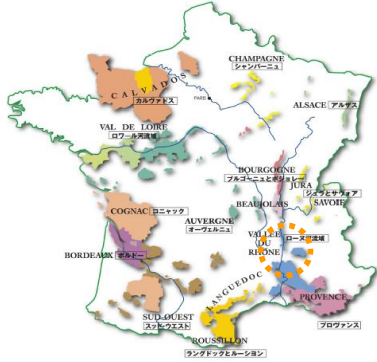 CHAMPAGNE
シャンパーニュ
CALVADOS
カルヴァドス
PARIS
ALSACE アルザス
VAL DE LOIRE
ロワール河流域
BOURGOGNE
ブルゴーニュとボジョレー
JURA
ジュラとサヴォア
SAVOIE
BEAUJOLAIS
COGNAC コニャック
AUVERGNE
オーヴェルニュ
VALLÉE
DU
RHÔNE
ローヌ河流域
BORDEAUX ボルドー
LANGUEDOC
PROVENCE
プロヴァンス
SUD-OUEST
スッド・ウエスト
ROUSSILLON
ラングドックとルーション